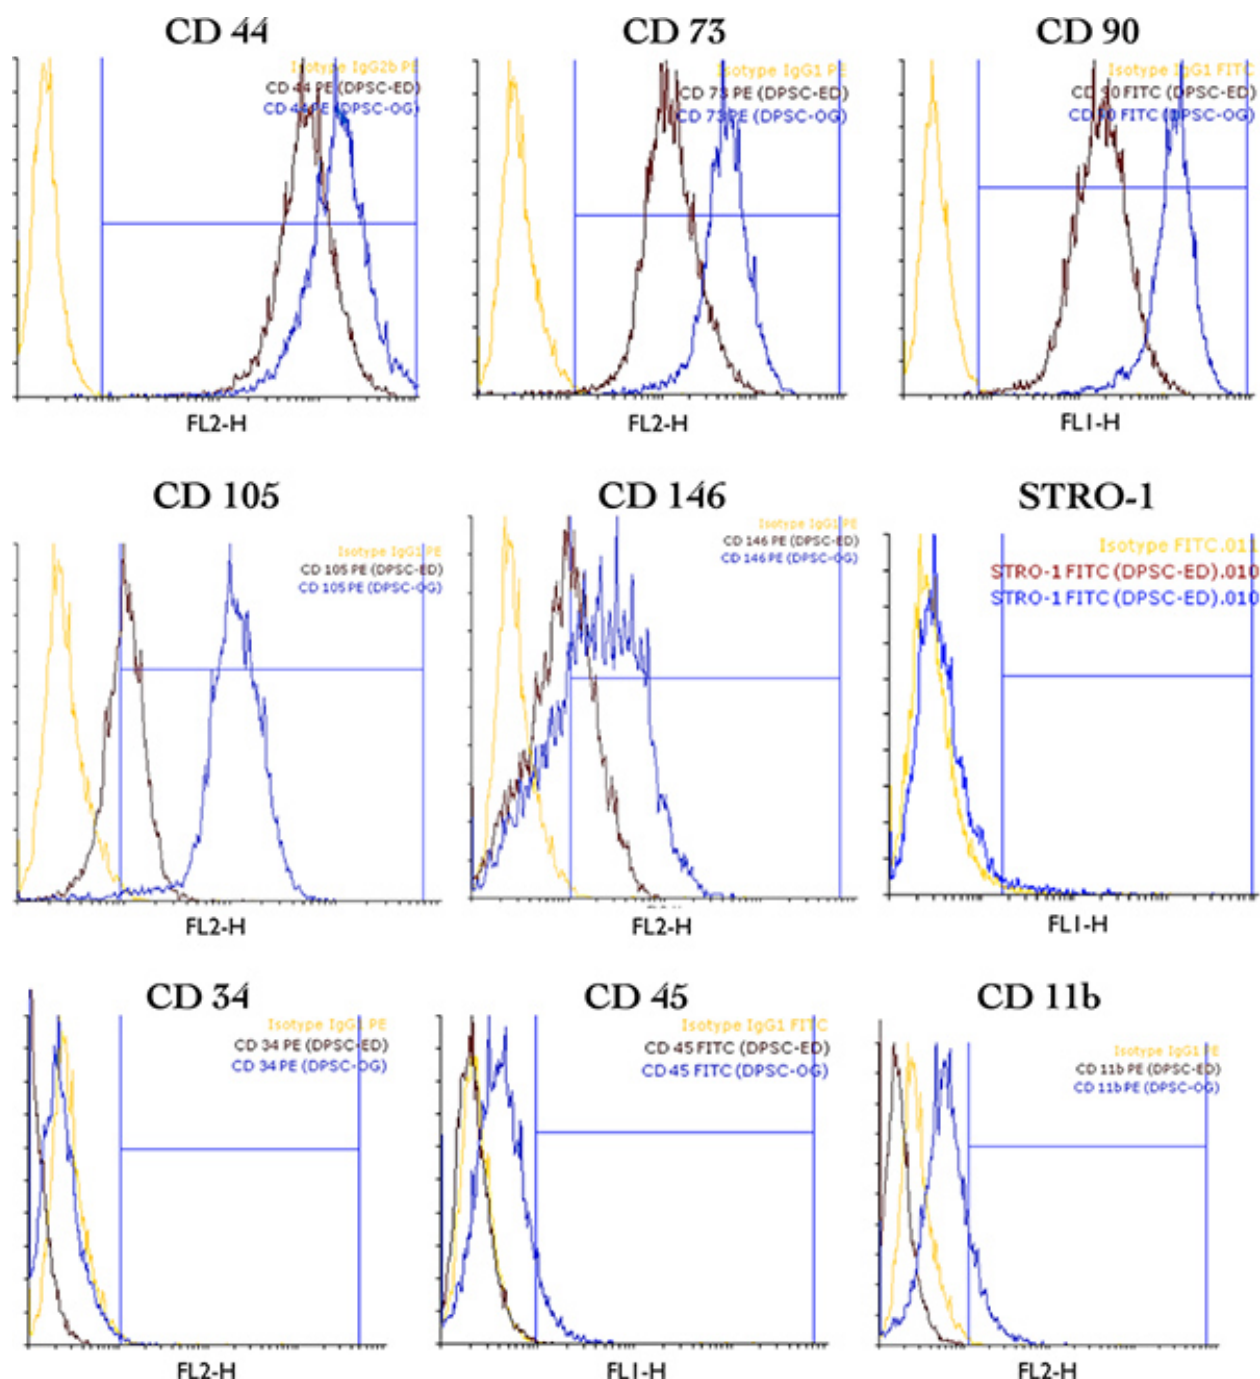 CD 44
Isotype IgG2b PE
CD 44 PE (DPSC-ED)
CD 44 PE (DPSC-OG)
FL2-H
CD 73
Isotype IgG1 PE
CD 73 PE (DPSC-ED)
CD 73 PE (DPSC-OG)
FL2-H
CD 90
Isotype IgG1 FITC
CD 90 FITC (DPSC-ED)
CD 90 FITC (DPSC-OG)
FL1-H
CD 105
Isotype IgG1 PE
CD 105 PE (DPSC-ED)
CD 105 PE (DPSC-OG)
FL2-H
CD 146
Isotype IgG1 PE
CD 146 PE (DPSC-ED)
CD 146 PE (DPSC-OG)
FL2-H
STRO-1
Isotype FITC.011
STRO-1 FITC (DPSC-ED).010
STRO-1 FITC (DPSC-ED).010
FL1-H
CD 34
Isotype IgG1 PE
CD 34 PE (DPSC-ED)
CD 34 PE (DPSC-OG)
FL2-H
CD 45
Isotype IgG1 FITC
CD 45 FITC (DPSC-ED)
CD 45 FITC (DPSC-OG)
FL1-H
CD 11b
Isotype IgG1 PE
CD 11b PE (DPSC-ED)
CD 11b PE (DPSC-OG)
FL2-H